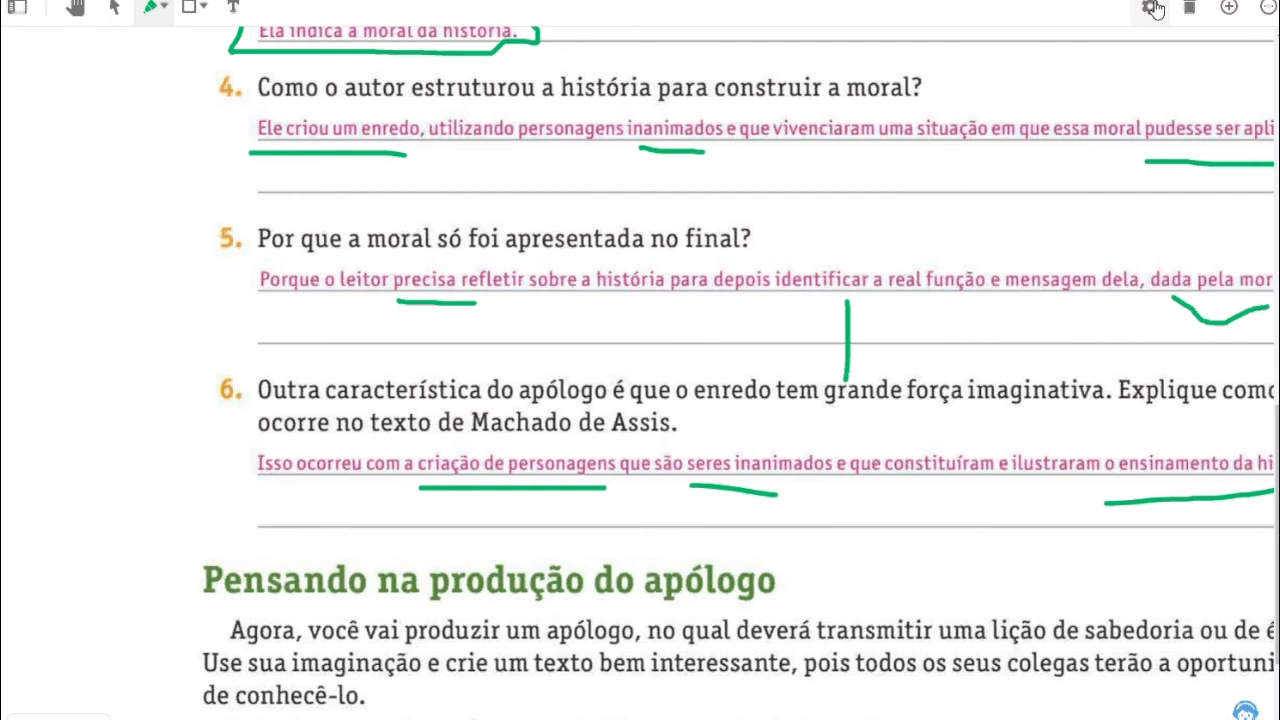 Ela indica a moral da história.
4. Como o autor estruturou a história para construir a moral?
Ele criou um enredo, utilizando personagens inanimados e que vivenciaram uma situação em que essa moral pudesse ser apli
5. Por que a moral só foi apresentada no final?
Porque o leitor precisa refletir sobre a história para depois identificar a real função e mensagem dela, dada pela mor
6. Outra característica do apólogo é que o enredo tem grande força imaginativa. Explique como
ocorre no texto de Machado de Assis.
Isso ocorreu com a criação de personagens que são seres inanimados e que constituíram e ilustraram o ensinamento da hi
Pensando na produção do apólogo
Agora, você vai produzir um apólogo, no qual deverá transmitir uma lição de sabedoria ou de é
Use sua imaginação e crie um texto bem interessante, pois todos os seus colegas terão a oportuni
de conhecê-lo.